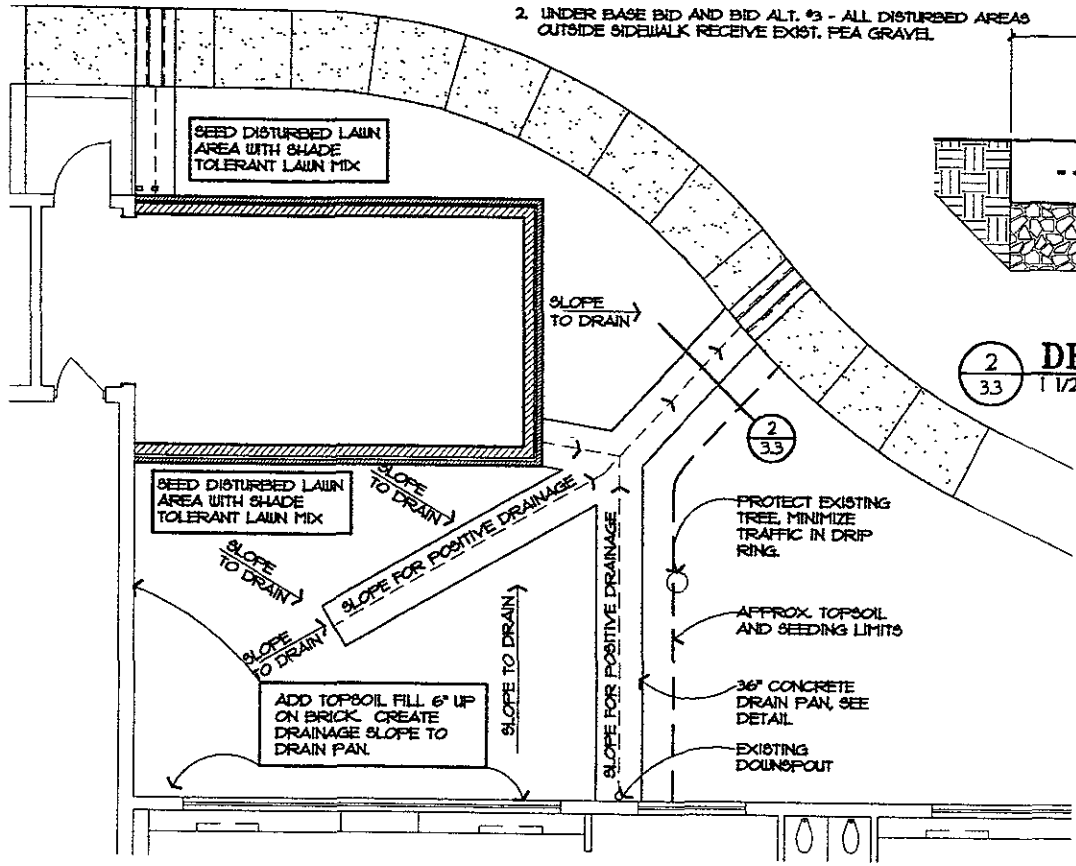 2. UNDER BASE BID AND BID ALT. #3 - ALL DISTURBED AREAS
OUTSIDE SIDEWALK RECEIVE EXIST. PEA GRAVEL
SEED DISTURBED LAWN
AREA WITH SHADE
TOLERANT LAWN MIX
SLOPE
TO DRAIN
2
3.3
1 1/2
2
3.3
SLOPE
TO DRAIN
SEED DISTURBED LAWN
AREA WITH SHADE
TOLERANT LAWN MIX
SLOPE FOR POSITIVE DRAINAGE
SLOPE
TO DRAIN
SLOPE
TO DRAIN
SLOPE TO DRAIN
SLOPE FOR POSITIVE DRAINAGE
PROTECT EXISTING
TREE, MINIMIZE
TRAFFIC IN DRIP
RING.
APPROX. TOPSOIL
AND SEEDING LIMITS
36" CONCRETE
DRAIN PAN, SEE
DETAIL
EXISTING
DOWNSPOUT
ADD TOPSOIL FILL 6" UP
ON BRICK. CREATE
DRAINAGE SLOPE TO
DRAIN PAN.